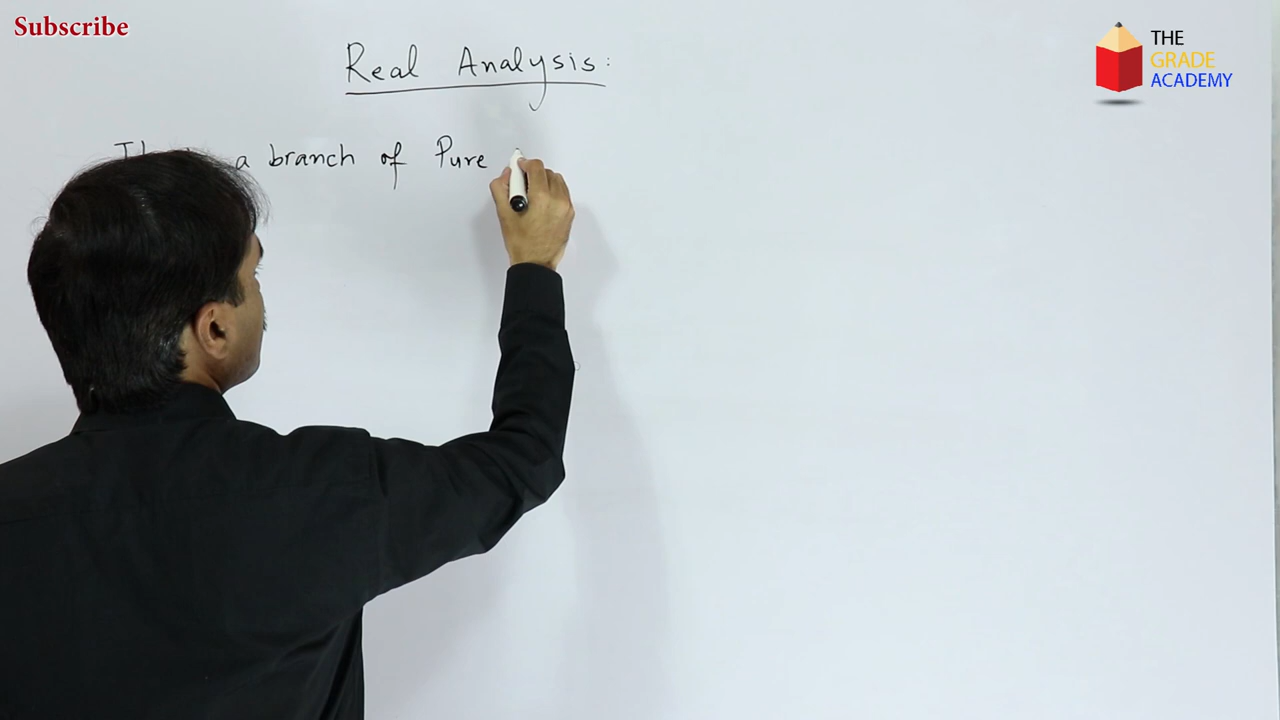 Subscribe
THE
GRADE
ACADEMY
Real Analysis:
a branch of Pure